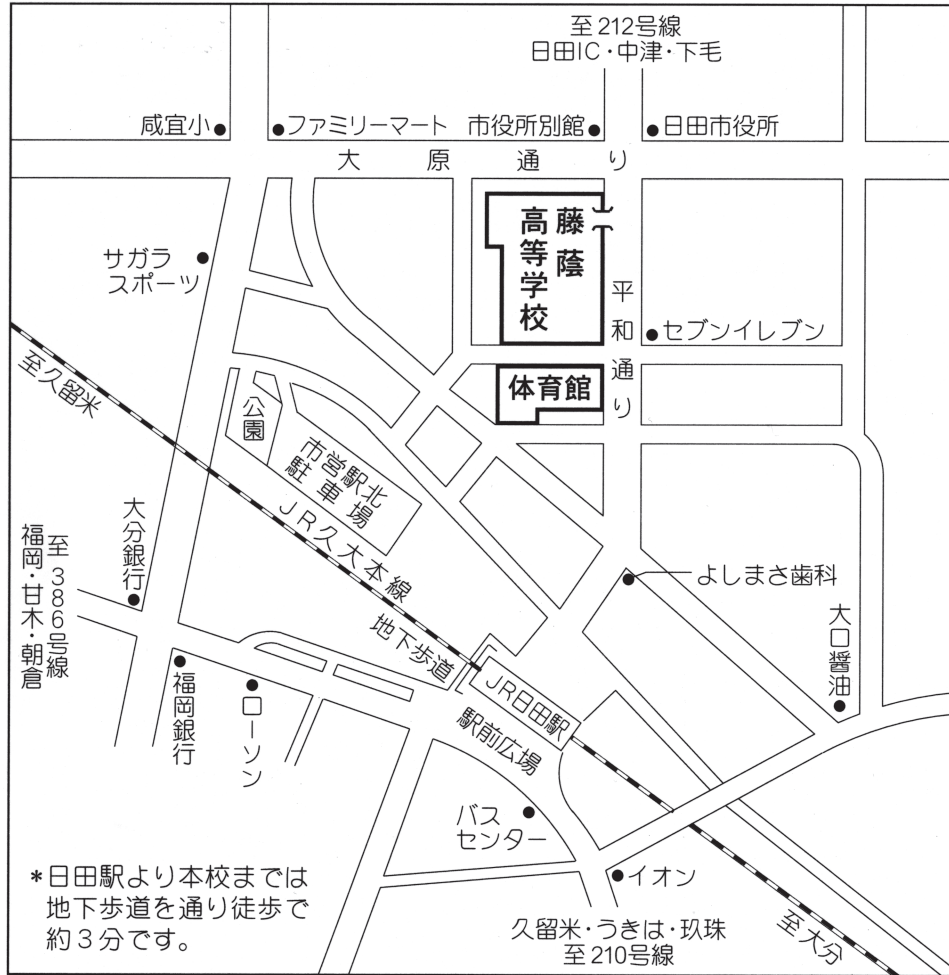 至212号線
日田IC・中津・下毛
咸宜小
ファミリーマート
市役所別館
日田市役所
大原通り
藤蔭
高等学校
サガラ
スポーツ
平和通り
セブンイレブン
至久留米
体育館
公園
市営駅北
駐車場
JR久大本線
大分銀行
至386号線
福岡・甘木・朝倉
よしまさ歯科
地下歩道
大口醤油
JR日田駅
福岡銀行
ローソン
駅前広場
バス
センター
*日田駅より本校までは
地下歩道を通り徒歩で
約3分です。
イオン
久留米・うきは・玖珠
至210号線
至大分